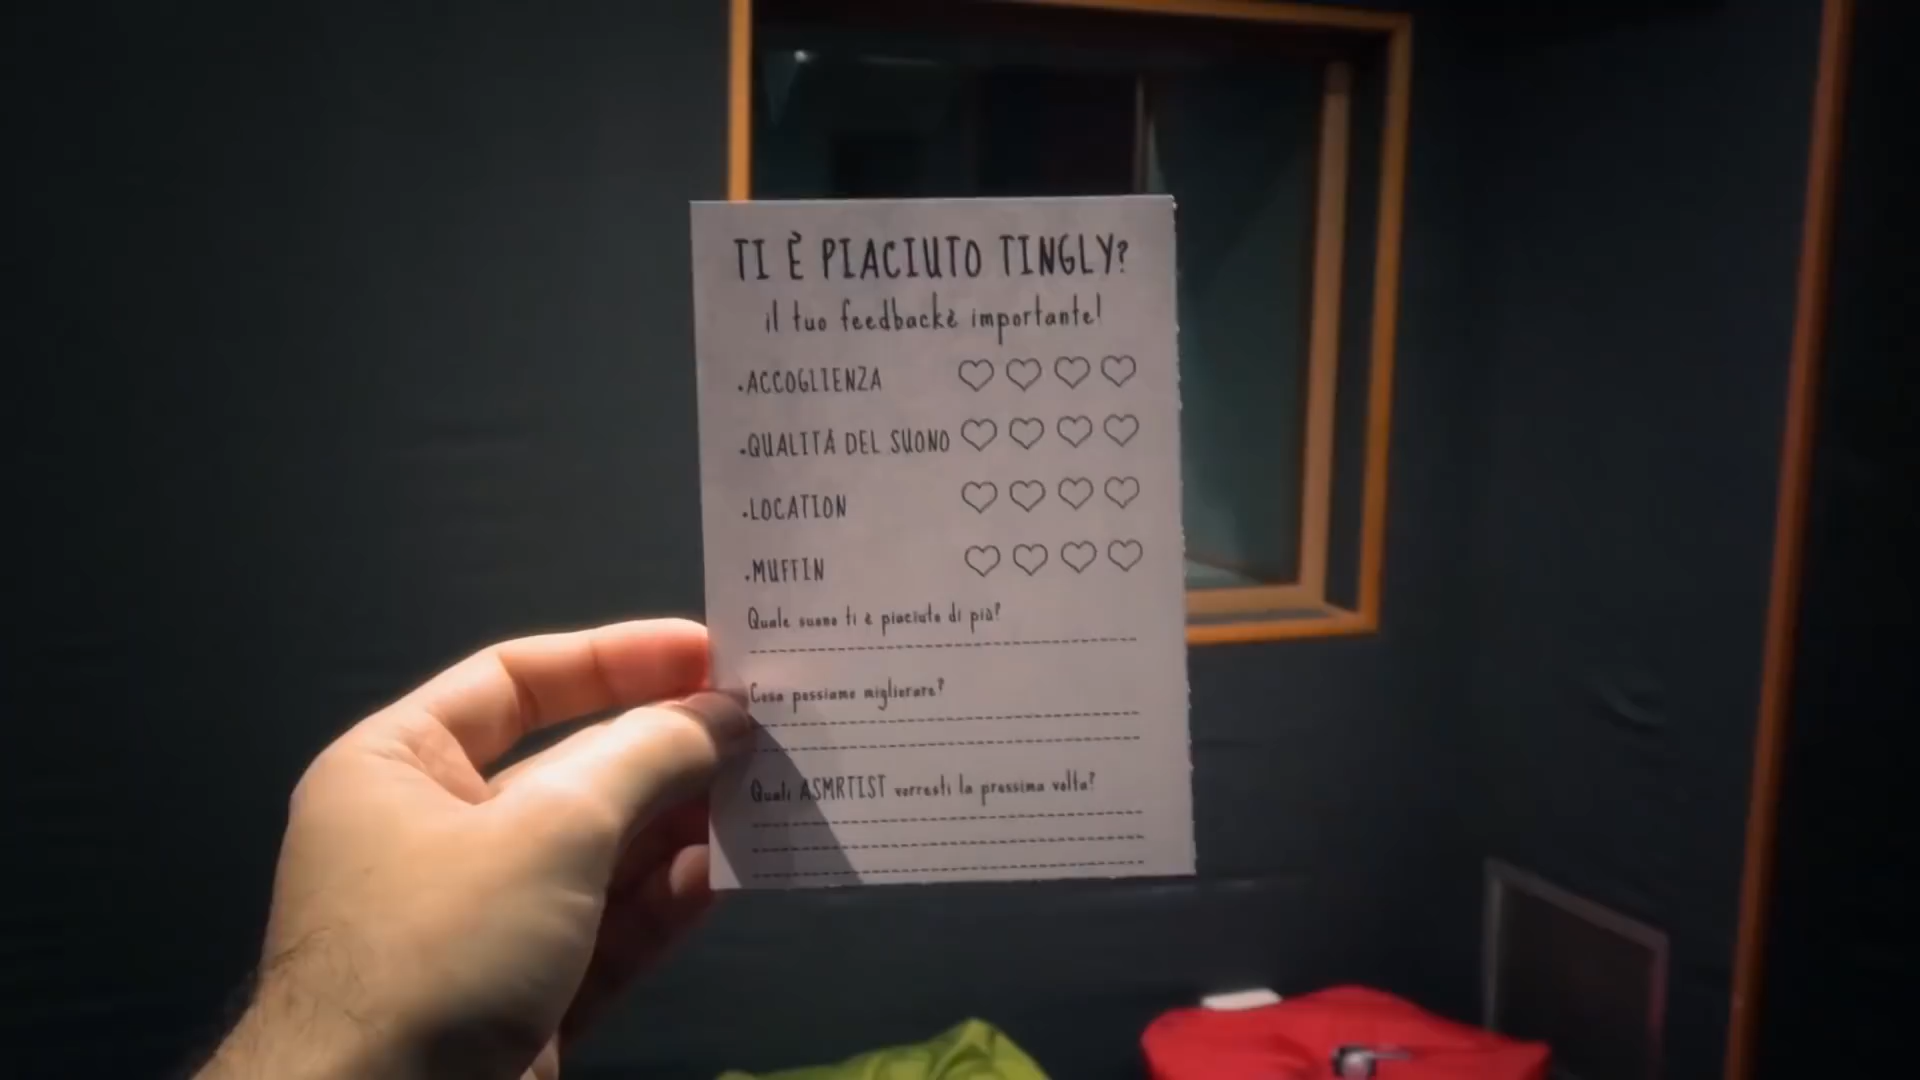 TI È PIACIUTO TINGLY?
il tuo feedbackè importante!
.ACCOGLIENZA
.QUALITÀ DEL SUONO
.LOCATION
.MUFFIN
Quale suono ti è piaciuto di più?
Cosa possiamo migliorare?
Quali ASMRTIST vorresti la prossima volta?